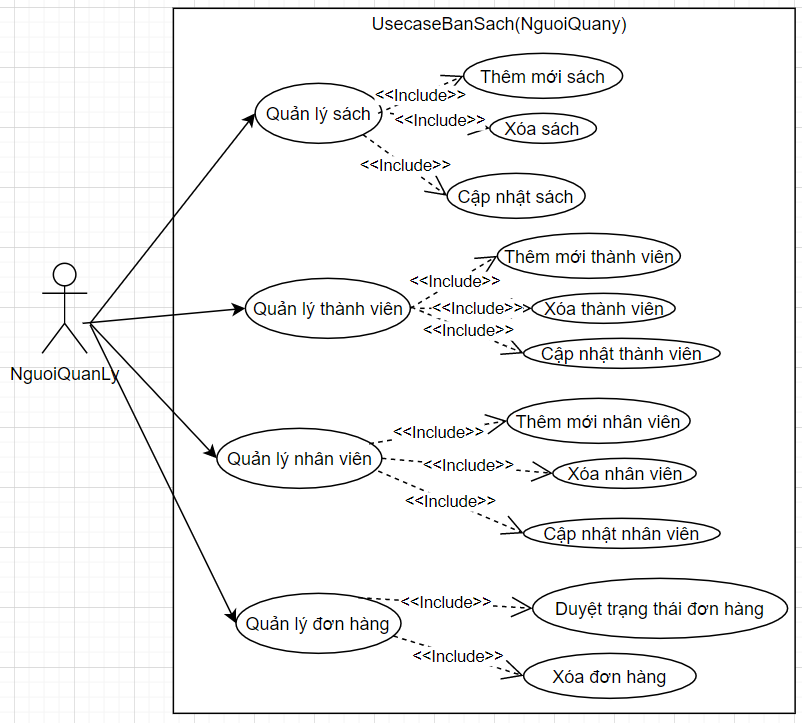 UsecaseBanSach(NguoiQuany)
Thêm mới sách
<<Include>>
Quản lý sách
<<Include>>
Xóa sách
<<Include>>
Cập nhật sách
Thêm mới thành viên
<<Include>>
Quản lý thành viên
<<Include>>
Xóa thành viên
<<Include>>
Cập nhật thành viên
NguoiQuanLy
Thêm mới nhân viên
<<Include>>
Quản lý nhân viên
<<Include>>
Xóa nhân viên
<<Include>>
Cập nhật nhân viên
<<Include>>
Duyệt trạng thái đơn hàng
Quản lý đơn hàng
<<Include>>
Xóa đơn hàng